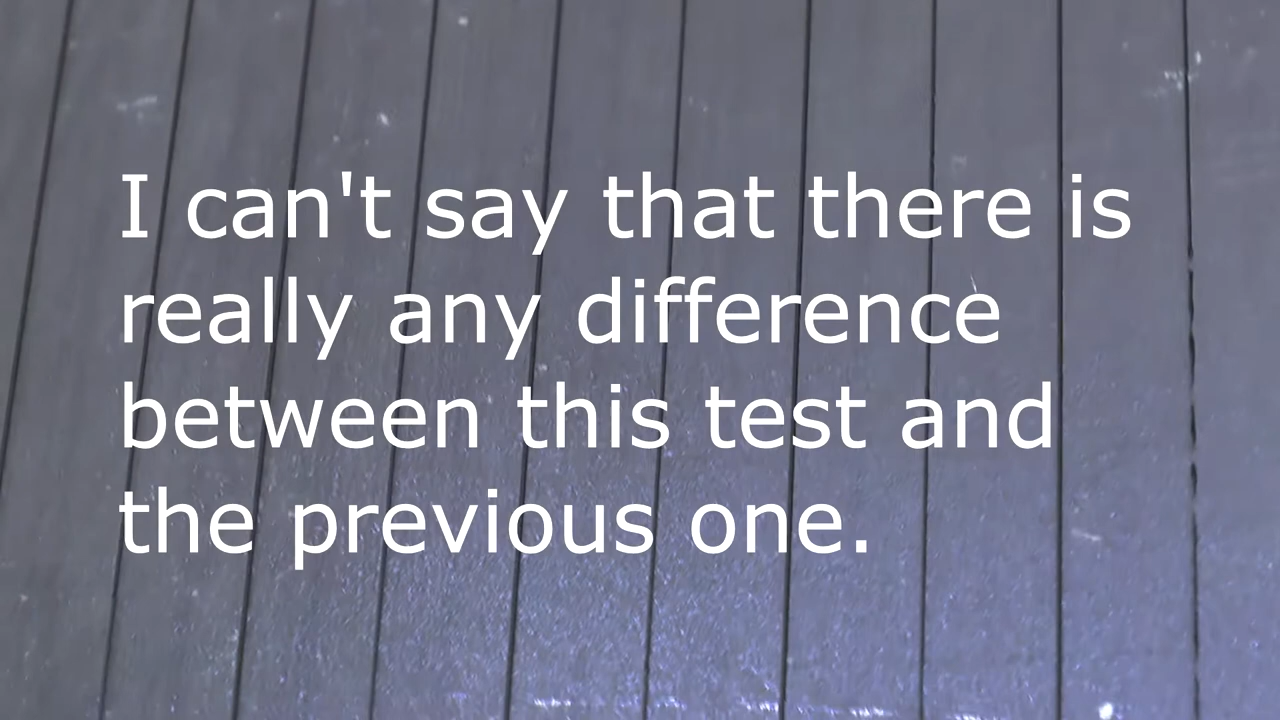 I can't say that there is
really any difference
between this test and
the previous one.